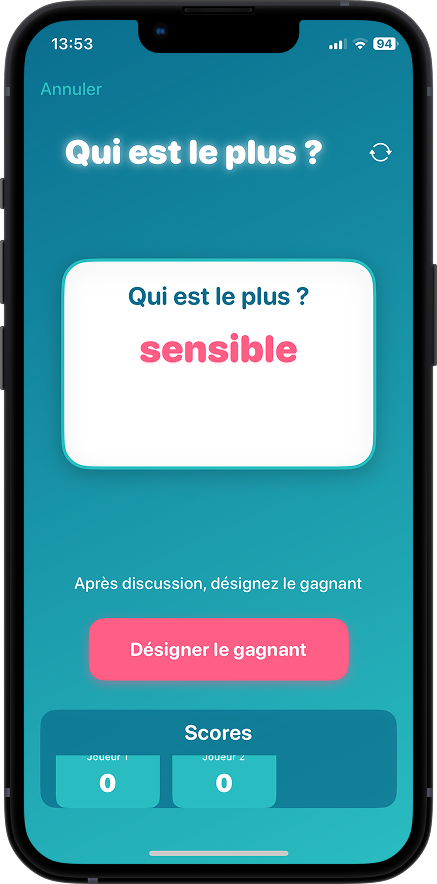 13:53
94
Annuler
Qui est le plus ?
Qui est le plus ?
sensible
Après discussion, désignez le gagnant
Désigner le gagnant
Scores
Joueur 1 Joueur 2
0 0